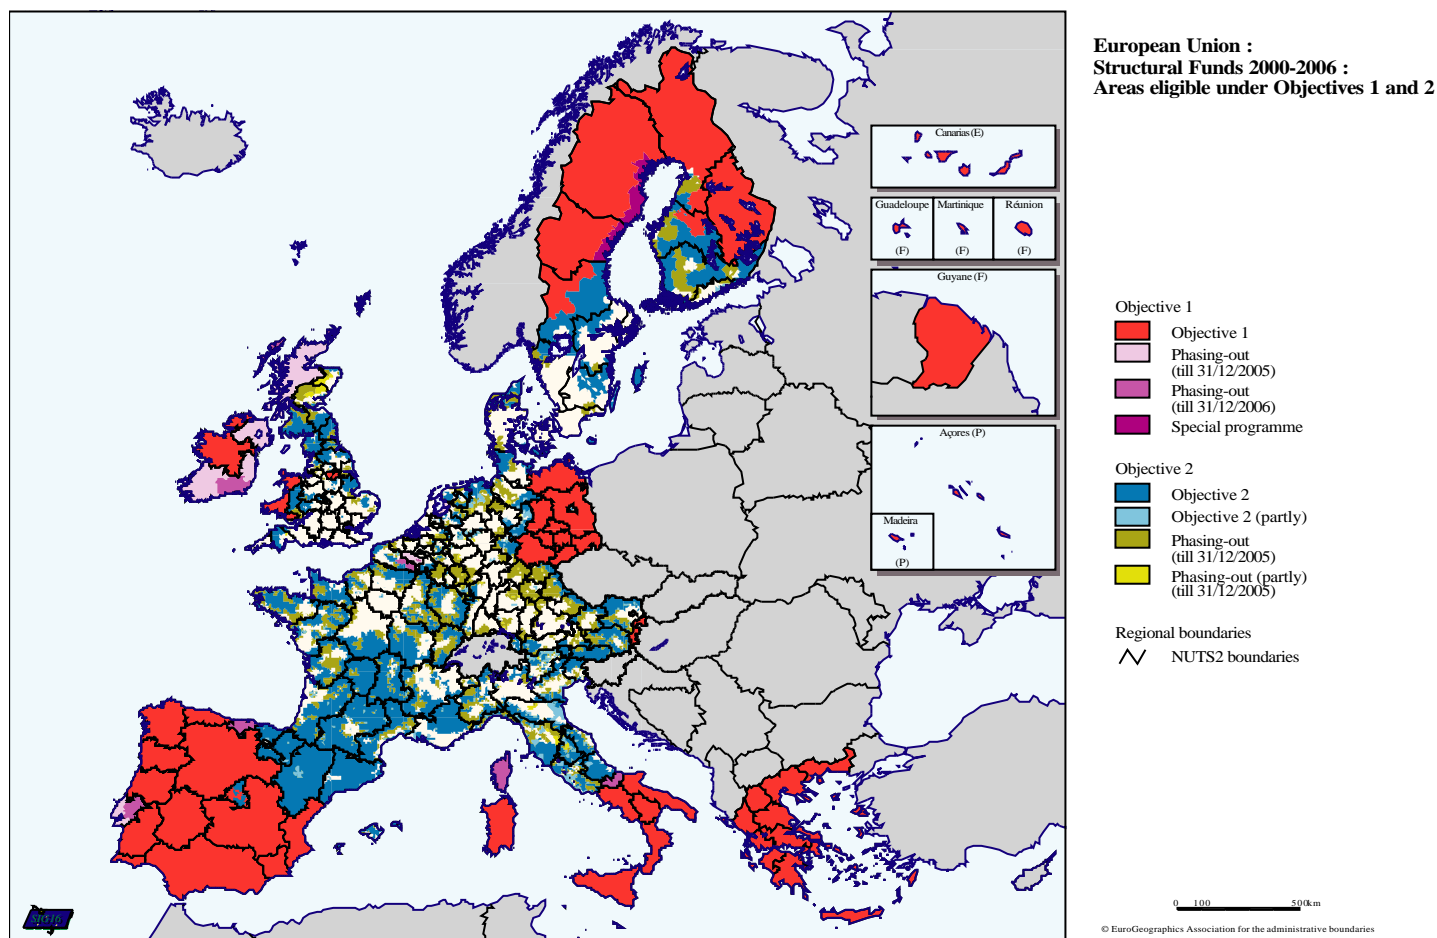 European Union :
Structural Funds 2000-2006 :
Areas eligible under Objectives 1 and 2
Canarias (E)
Guadeloupe
(F)
Martinique
(F)
Réunion
(F)
Guyane (F)
Açores (P)
Madeira
(P)
Objective 1
Objective 1
Phasing-out
(till 31/12/2005)
Phasing-out
(till 31/12/2006)
Special programme
Objective 2
Objective 2
Objective 2 (partly)
Phasing-out
(till 31/12/2005)
Phasing-out (partly)
(till 31/12/2005)
Regional boundaries
NUTS2 boundaries
0 100 500km
SIG16
© EuroGeographics Association for the administrative boundaries